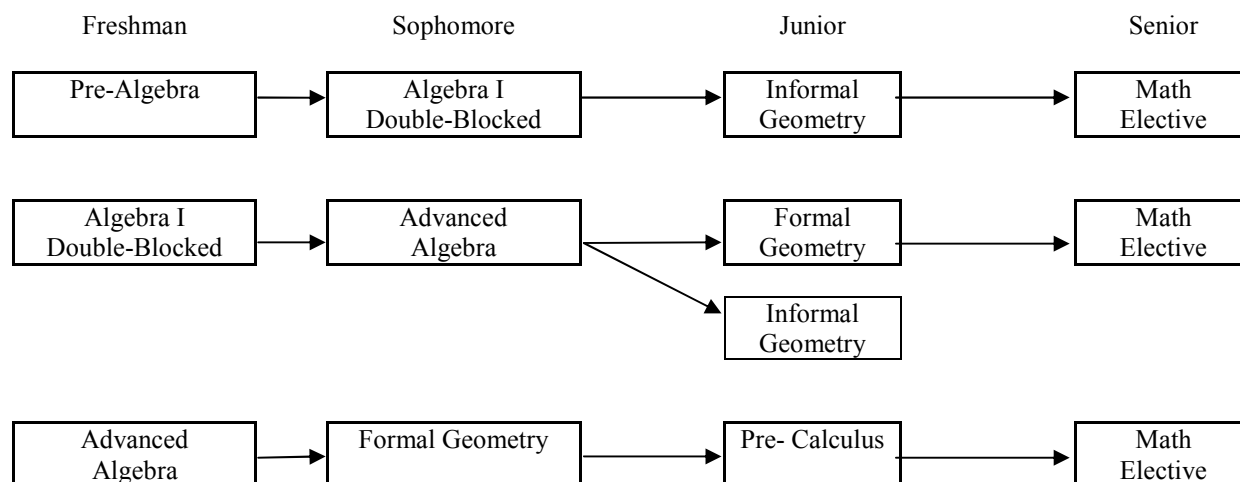 Freshman Sophomore Junior Senior
Pre-Algebra
Algebra I
Double-Blocked
Informal
Geometry
Math
Elective
Algebra I
Double-Blocked
Advanced
Algebra
Formal
Geometry
Math
Elective
Informal
Geometry
Advanced
Algebra
Formal Geometry
Pre- Calculus
Math
Elective